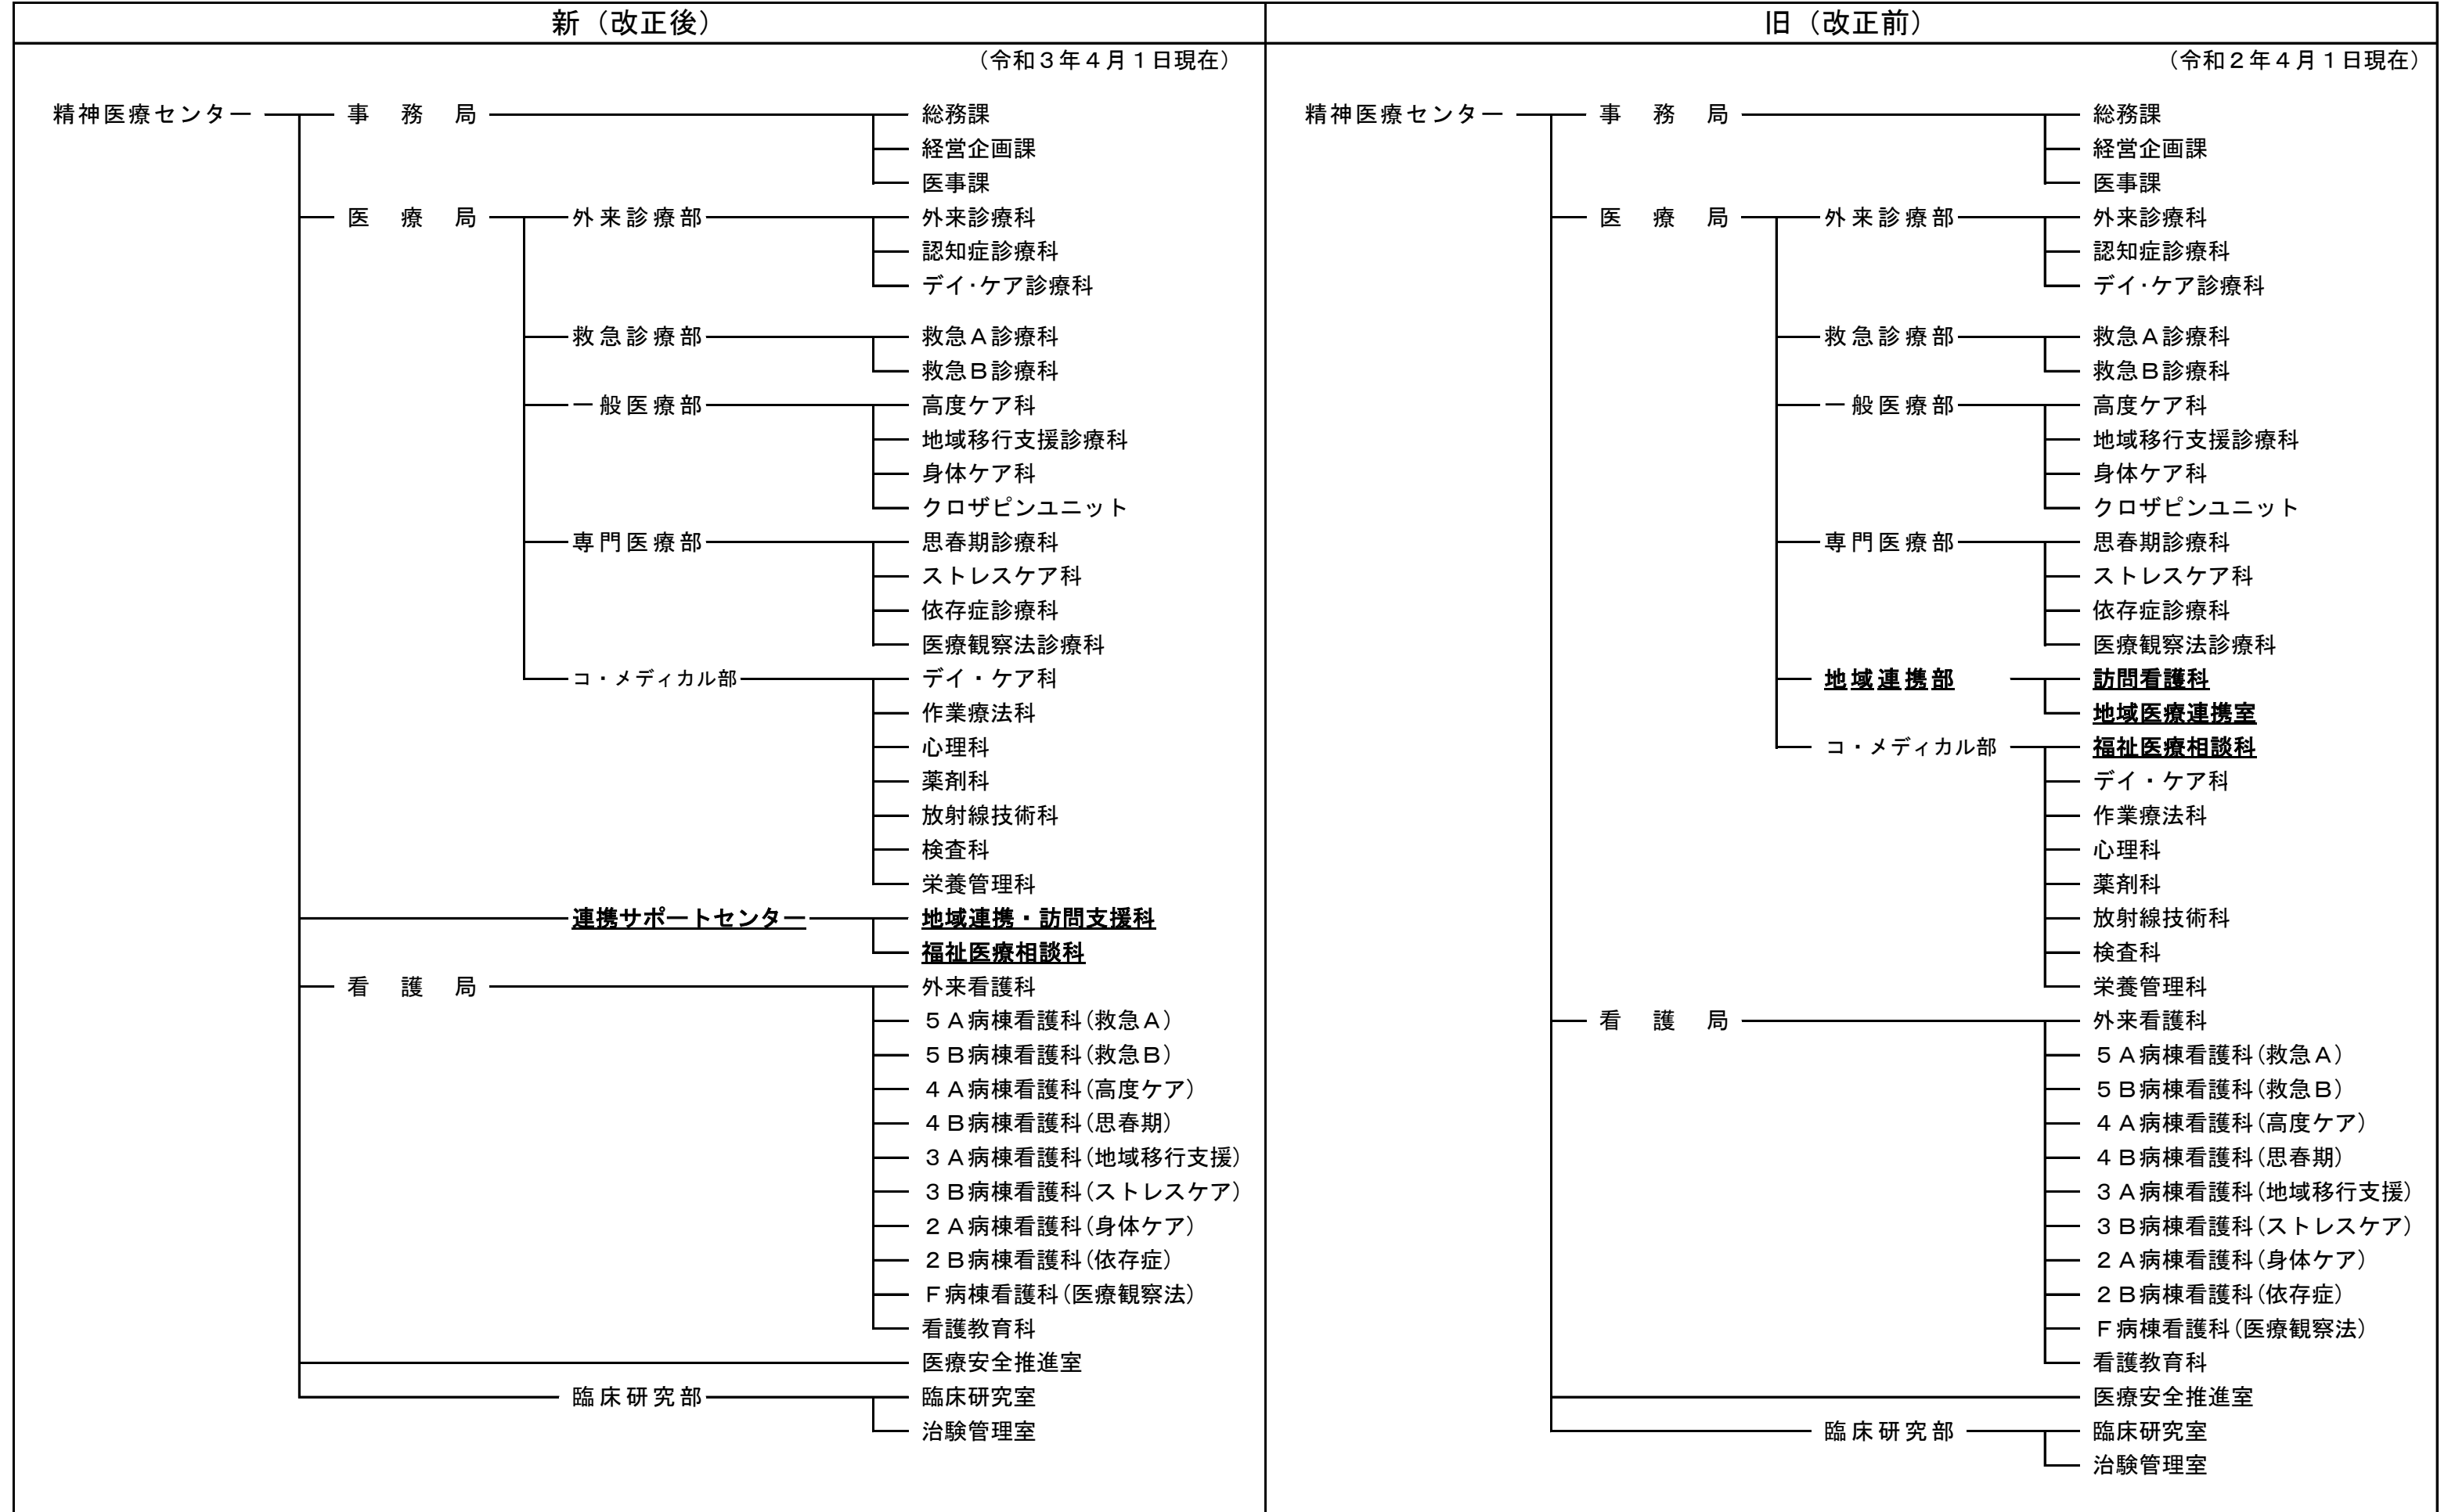 新（改正後）
（令和３年４月１日現在）
精神医療センター 事　務　局 総務課
経営企画課
医事課
医　療　局 外来診療部 外来診療科
認知症診療科
デイ･ケア診療科
救急診療部 救急Ａ診療科
救急Ｂ診療科
一般医療部 高度ケア科
地域移行支援診療科
身体ケア科
クロザピンユニット
専門医療部 思春期診療科
ストレスケア科
依存症診療科
医療観察法診療科
コ・メディカル部 デイ・ケア科
作業療法科
心理科
薬剤科
放射線技術科
検査科
栄養管理科
連携サポートセンター 地域連携・訪問支援科
福祉医療相談科
看　護　局 外来看護科
５Ａ病棟看護科(救急Ａ)
５Ｂ病棟看護科(救急Ｂ)
４Ａ病棟看護科(高度ケア)
４Ｂ病棟看護科(思春期)
３Ａ病棟看護科(地域移行支援)
３Ｂ病棟看護科(ストレスケア)
２Ａ病棟看護科(身体ケア)
２Ｂ病棟看護科(依存症)
Ｆ病棟看護科(医療観察法)
看護教育科
医療安全推進室
臨床研究部 臨床研究室
治験管理室
旧（改正前）
（令和２年４月１日現在）
精神医療センター 事　務　局 総務課
経営企画課
医事課
医　療　局 外来診療部 外来診療科
認知症診療科
デイ･ケア診療科
救急診療部 救急Ａ診療科
救急Ｂ診療科
一般医療部 高度ケア科
地域移行支援診療科
身体ケア科
クロザピンユニット
専門医療部 思春期診療科
ストレスケア科
依存症診療科
医療観察法診療科
地域連携部 訪問看護科
地域医療連携室
コ・メディカル部 福祉医療相談科
デイ・ケア科
作業療法科
心理科
薬剤科
放射線技術科
検査科
栄養管理科
看　護　局 外来看護科
５Ａ病棟看護科(救急Ａ)
５Ｂ病棟看護科(救急Ｂ)
４Ａ病棟看護科(高度ケア)
４Ｂ病棟看護科(思春期)
３Ａ病棟看護科(地域移行支援)
３Ｂ病棟看護科(ストレスケア)
２Ａ病棟看護科(身体ケア)
２Ｂ病棟看護科(依存症)
Ｆ病棟看護科(医療観察法)
看護教育科
医療安全推進室
臨床研究部 臨床研究室
治験管理室